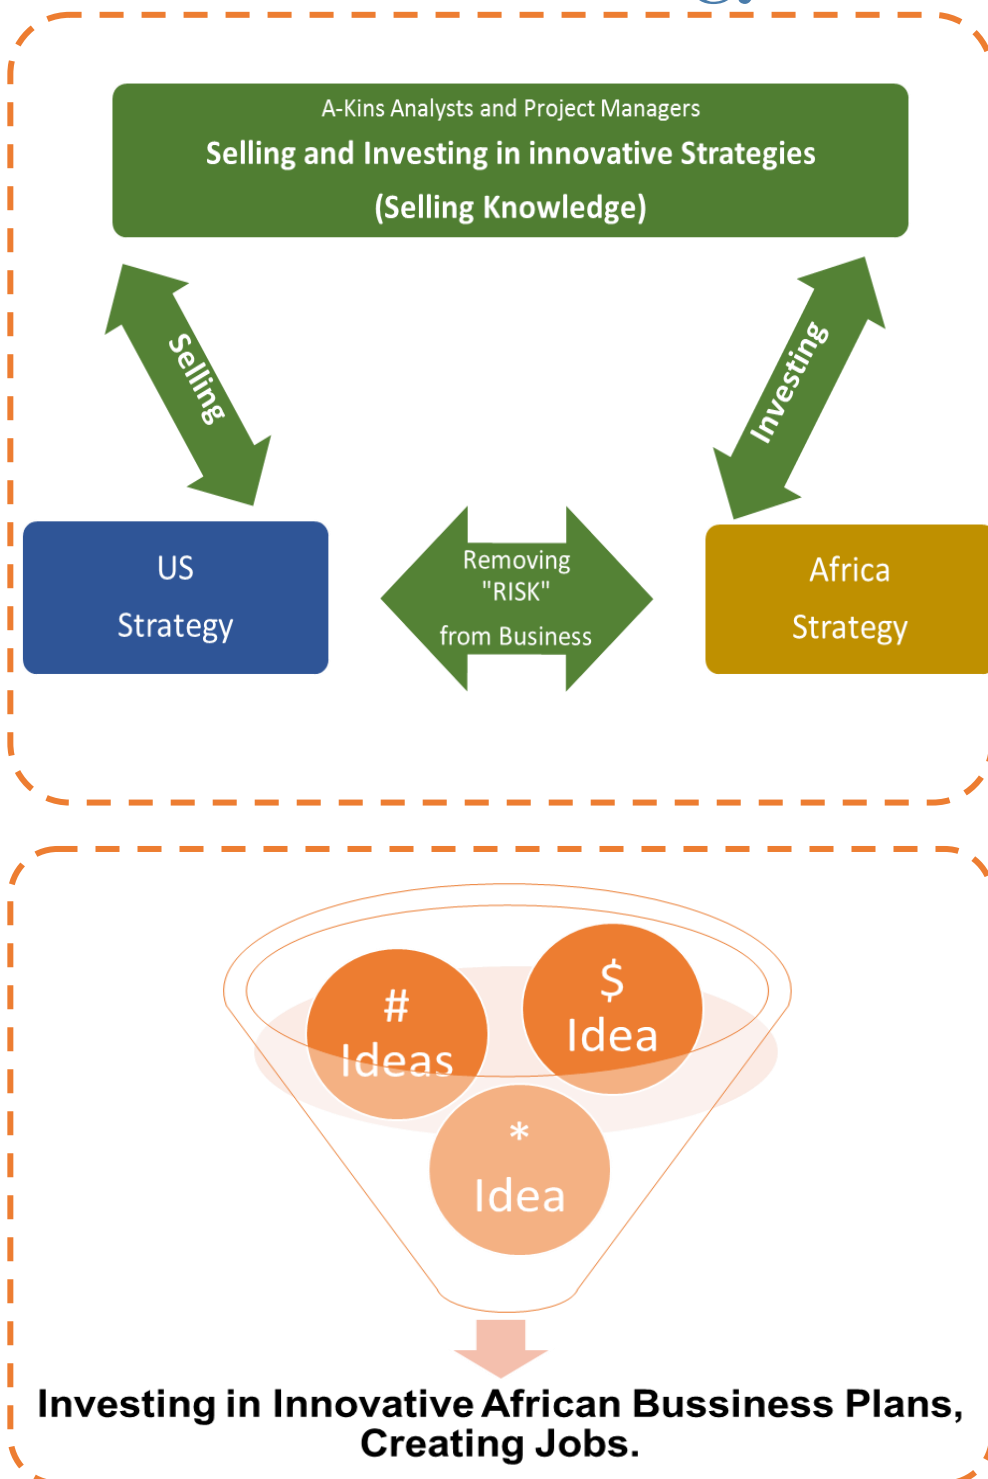 A-Kins Analysts and Project Managers
Selling and Investing in innovative Strategies
(Selling Knowledge)
Selling
Investing
US
Strategy
Removing
"RISK"
from Business
Africa
Strategy
#
Ideas
$
Idea
*
Idea
Investing in Innovative African Bussiness Plans,
Creating Jobs.